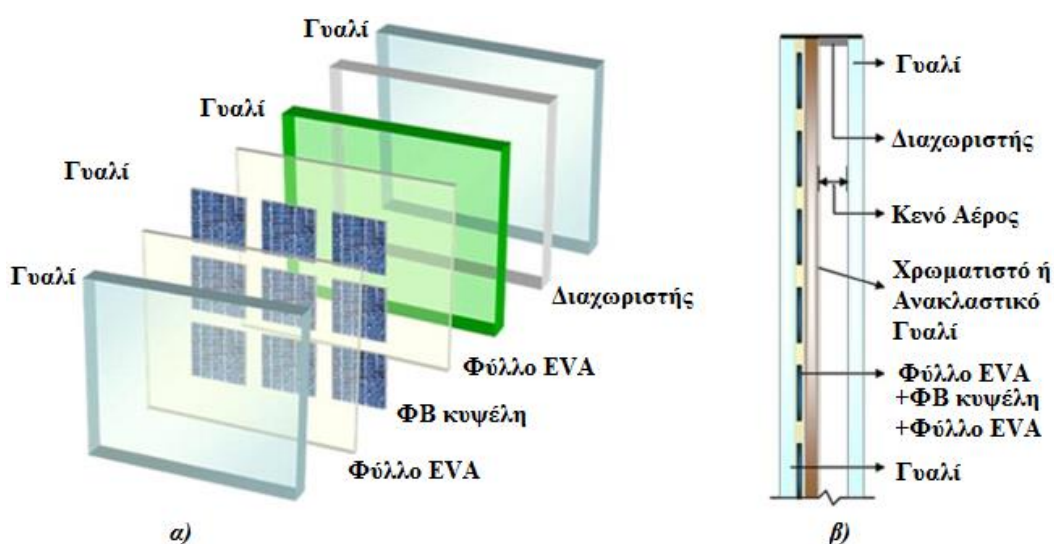 Γυαλί
Γυαλί
Γυαλί
Γυαλί
Διαχωριστής
Φύλλο EVA
ΦΒ κυψέλη
Φύλλο EVA
α)
Γυαλί
Διαχωριστής
Κενό Αέρος
Χρωματιστό ή
Ανακλαστικό
Γυαλί
Φύλλο EVA
+ΦΒ κυψέλη
+Φύλλο EVA
Γυαλί
β)